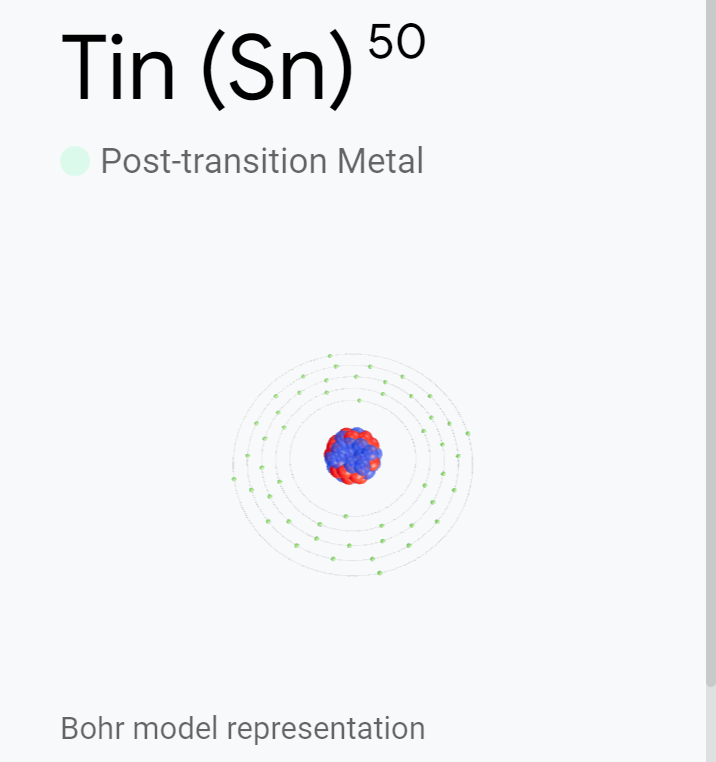 Tin (Sn)⁵⁰
Post-transition Metal
Bohr model representation